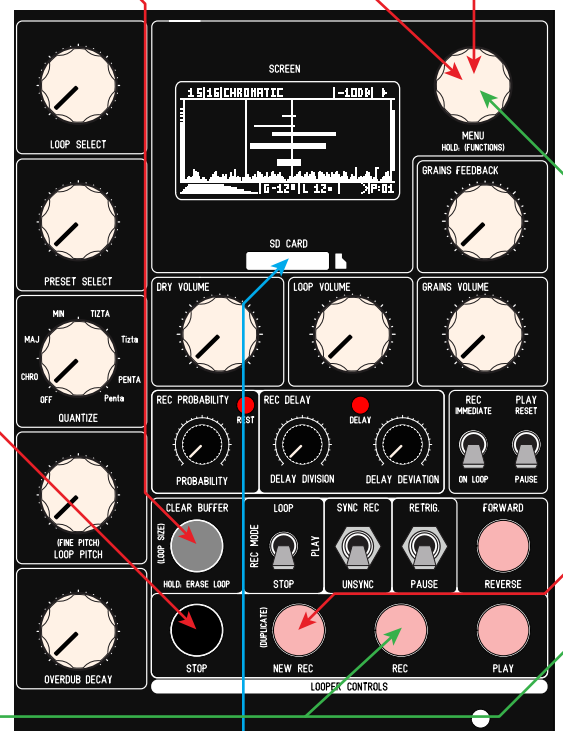 SCREEN
15|16|CHROMATIC
G-12
L 12
P:01
LOOP SELECT
MENU
HOLD: (FUNCTIONS)
GRAINS FEEDBACK
PRESET SELECT
SD CARD
DRY VOLUME
LOOP VOLUME
GRAINS VOLUME
MIN
TIZTA
MAJ
Tizta
CHRO
PENTA
OFF
Penta
QUANTIZE
REC PROBABILITY
REST
PROBABILITY
REC DELAY
DELAY
DELAY DIVISION
DELAY DEVIATION
REC
IMMEDIATE
PLAY
RESET
ON LOOP
PAUSE
(FINE PITCH)
LOOP PITCH
CLEAR BUFFER
(LOOP SIZE)
HOLD: ERASE LOOP
LOOP
REC MODE
PLAY
STOP
SYNC REC
UNSYNC
RETRIG.
PAUSE
FORWARD
REVERSE
OVERDUB DECAY
STOP
(DUPLICATE)
NEW REC
REC
PLAY
LOOPER CONTROLS